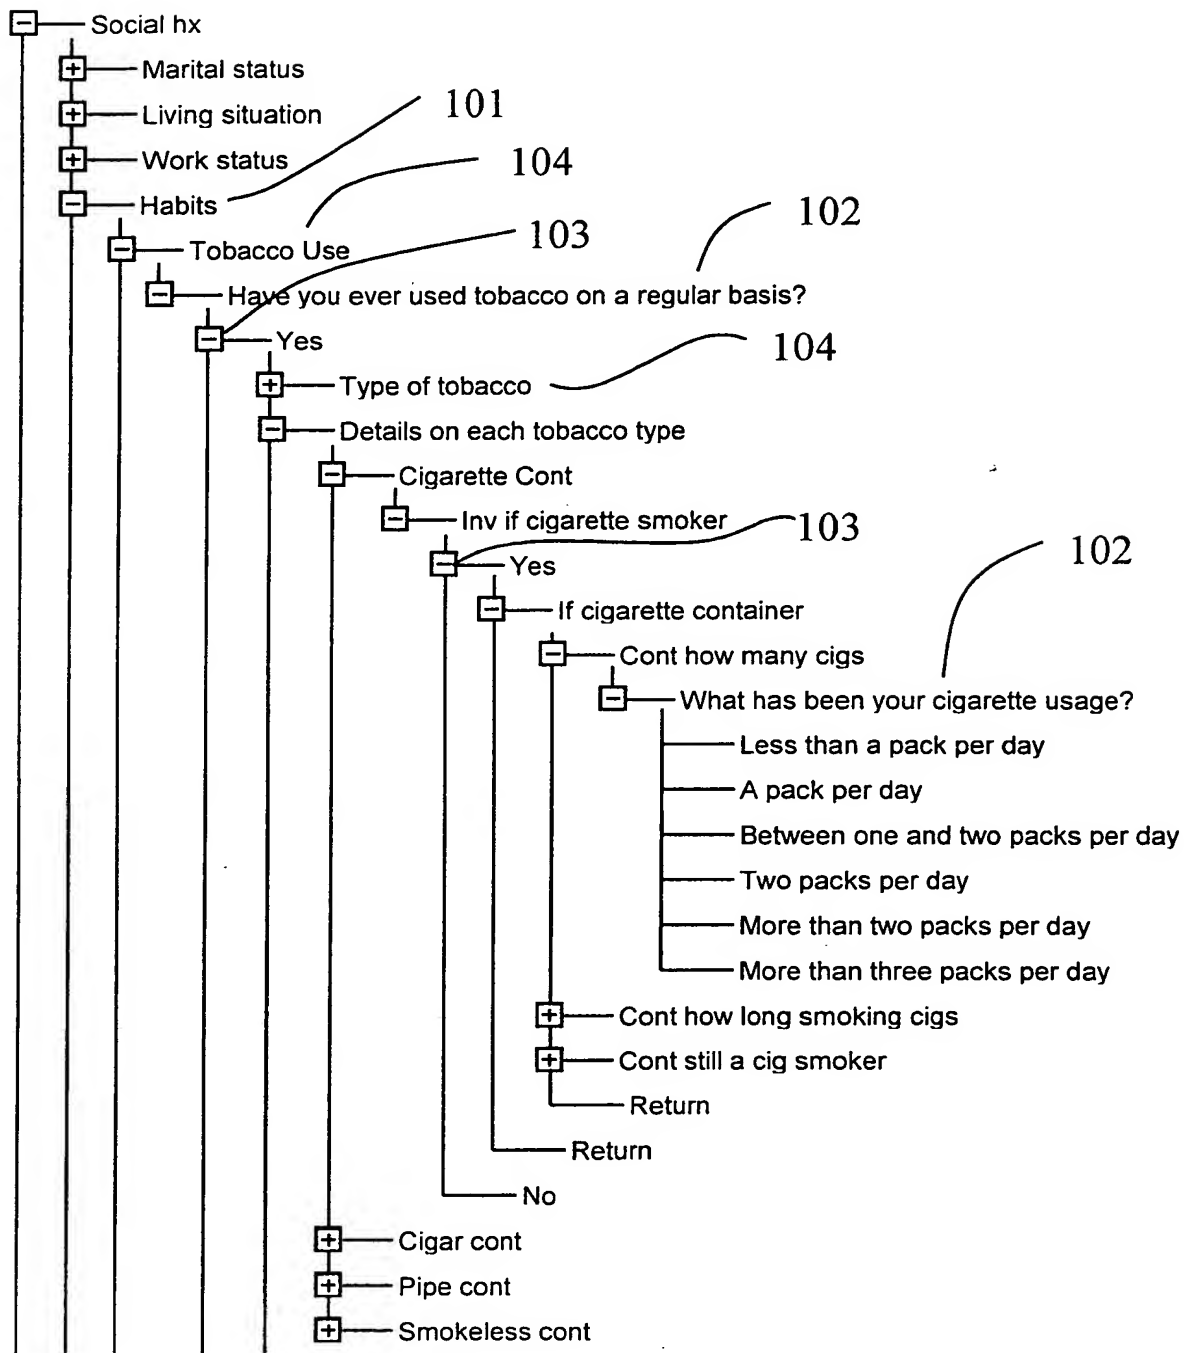 Social hx
Marital status
101
Living situation
104
Work status
102
Habits
103
Tobacco Use
Have you ever used tobacco on a regular basis?
Yes
104
Type of tobacco
Details on each tobacco type
Cigarette Cont
Inv if cigarette smoker
103
102
Yes
If cigarette container
Cont how many cigs
What has been your cigarette usage?
Less than a pack per day
A pack per day
Between one and two packs per day
Two packs per day
More than two packs per day
More than three packs per day
Cont how long smoking cigs
Cont still a cig smoker
Return
Return
No
Cigar cont
Pipe cont
Smokeless cont